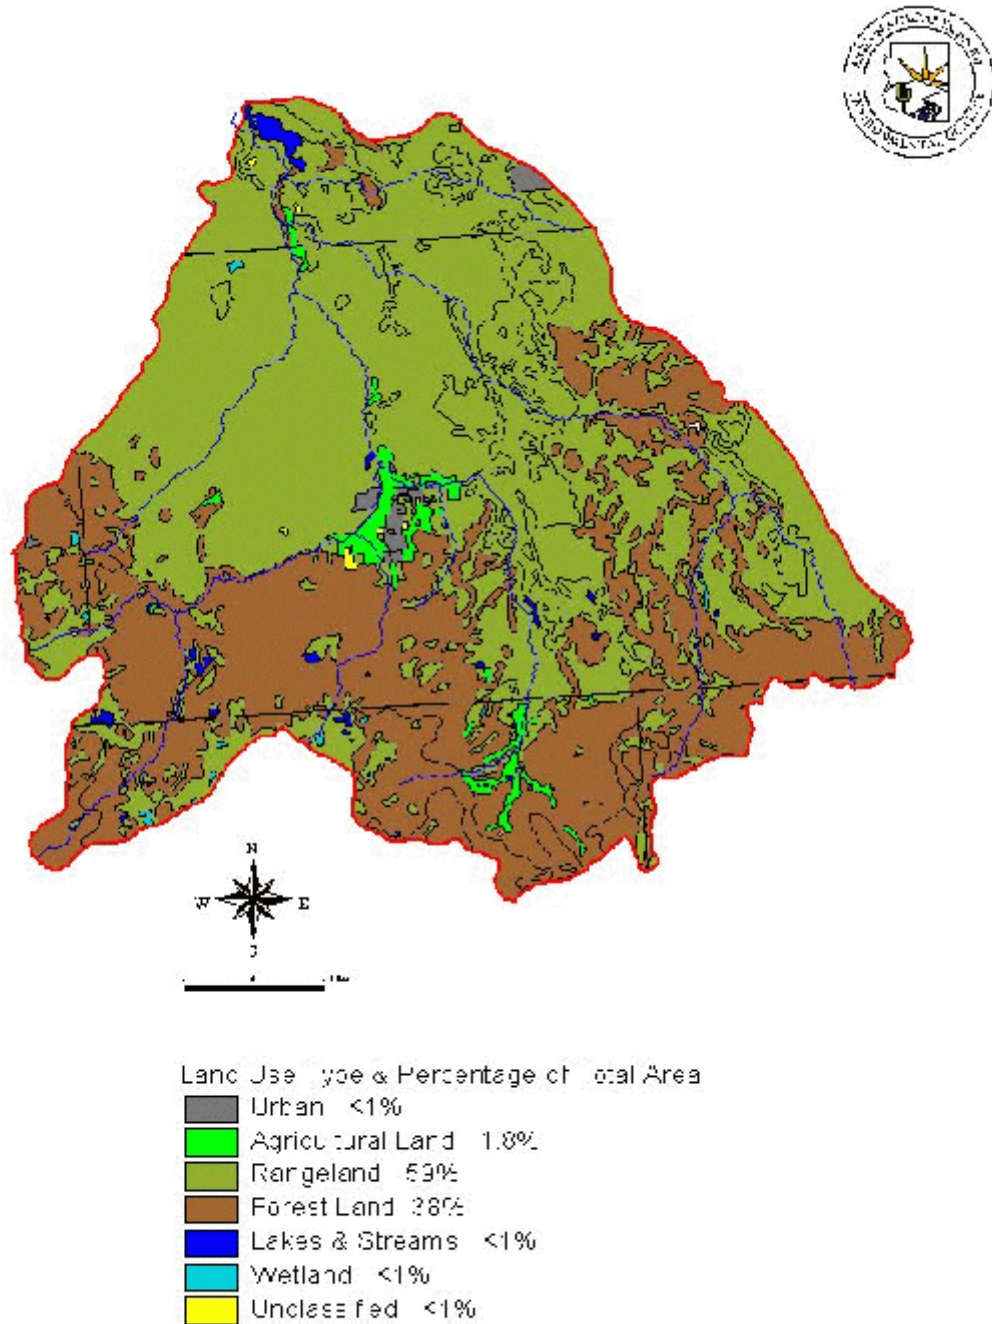 N
W E
S
Land Use Type & Percentage of Total Area
Urban <1%
Agricultural Land 1.8%
Rangeland 59%
Forest Land 38%
Lakes & Streams <1%
Wetland <1%
Unclassified <1%